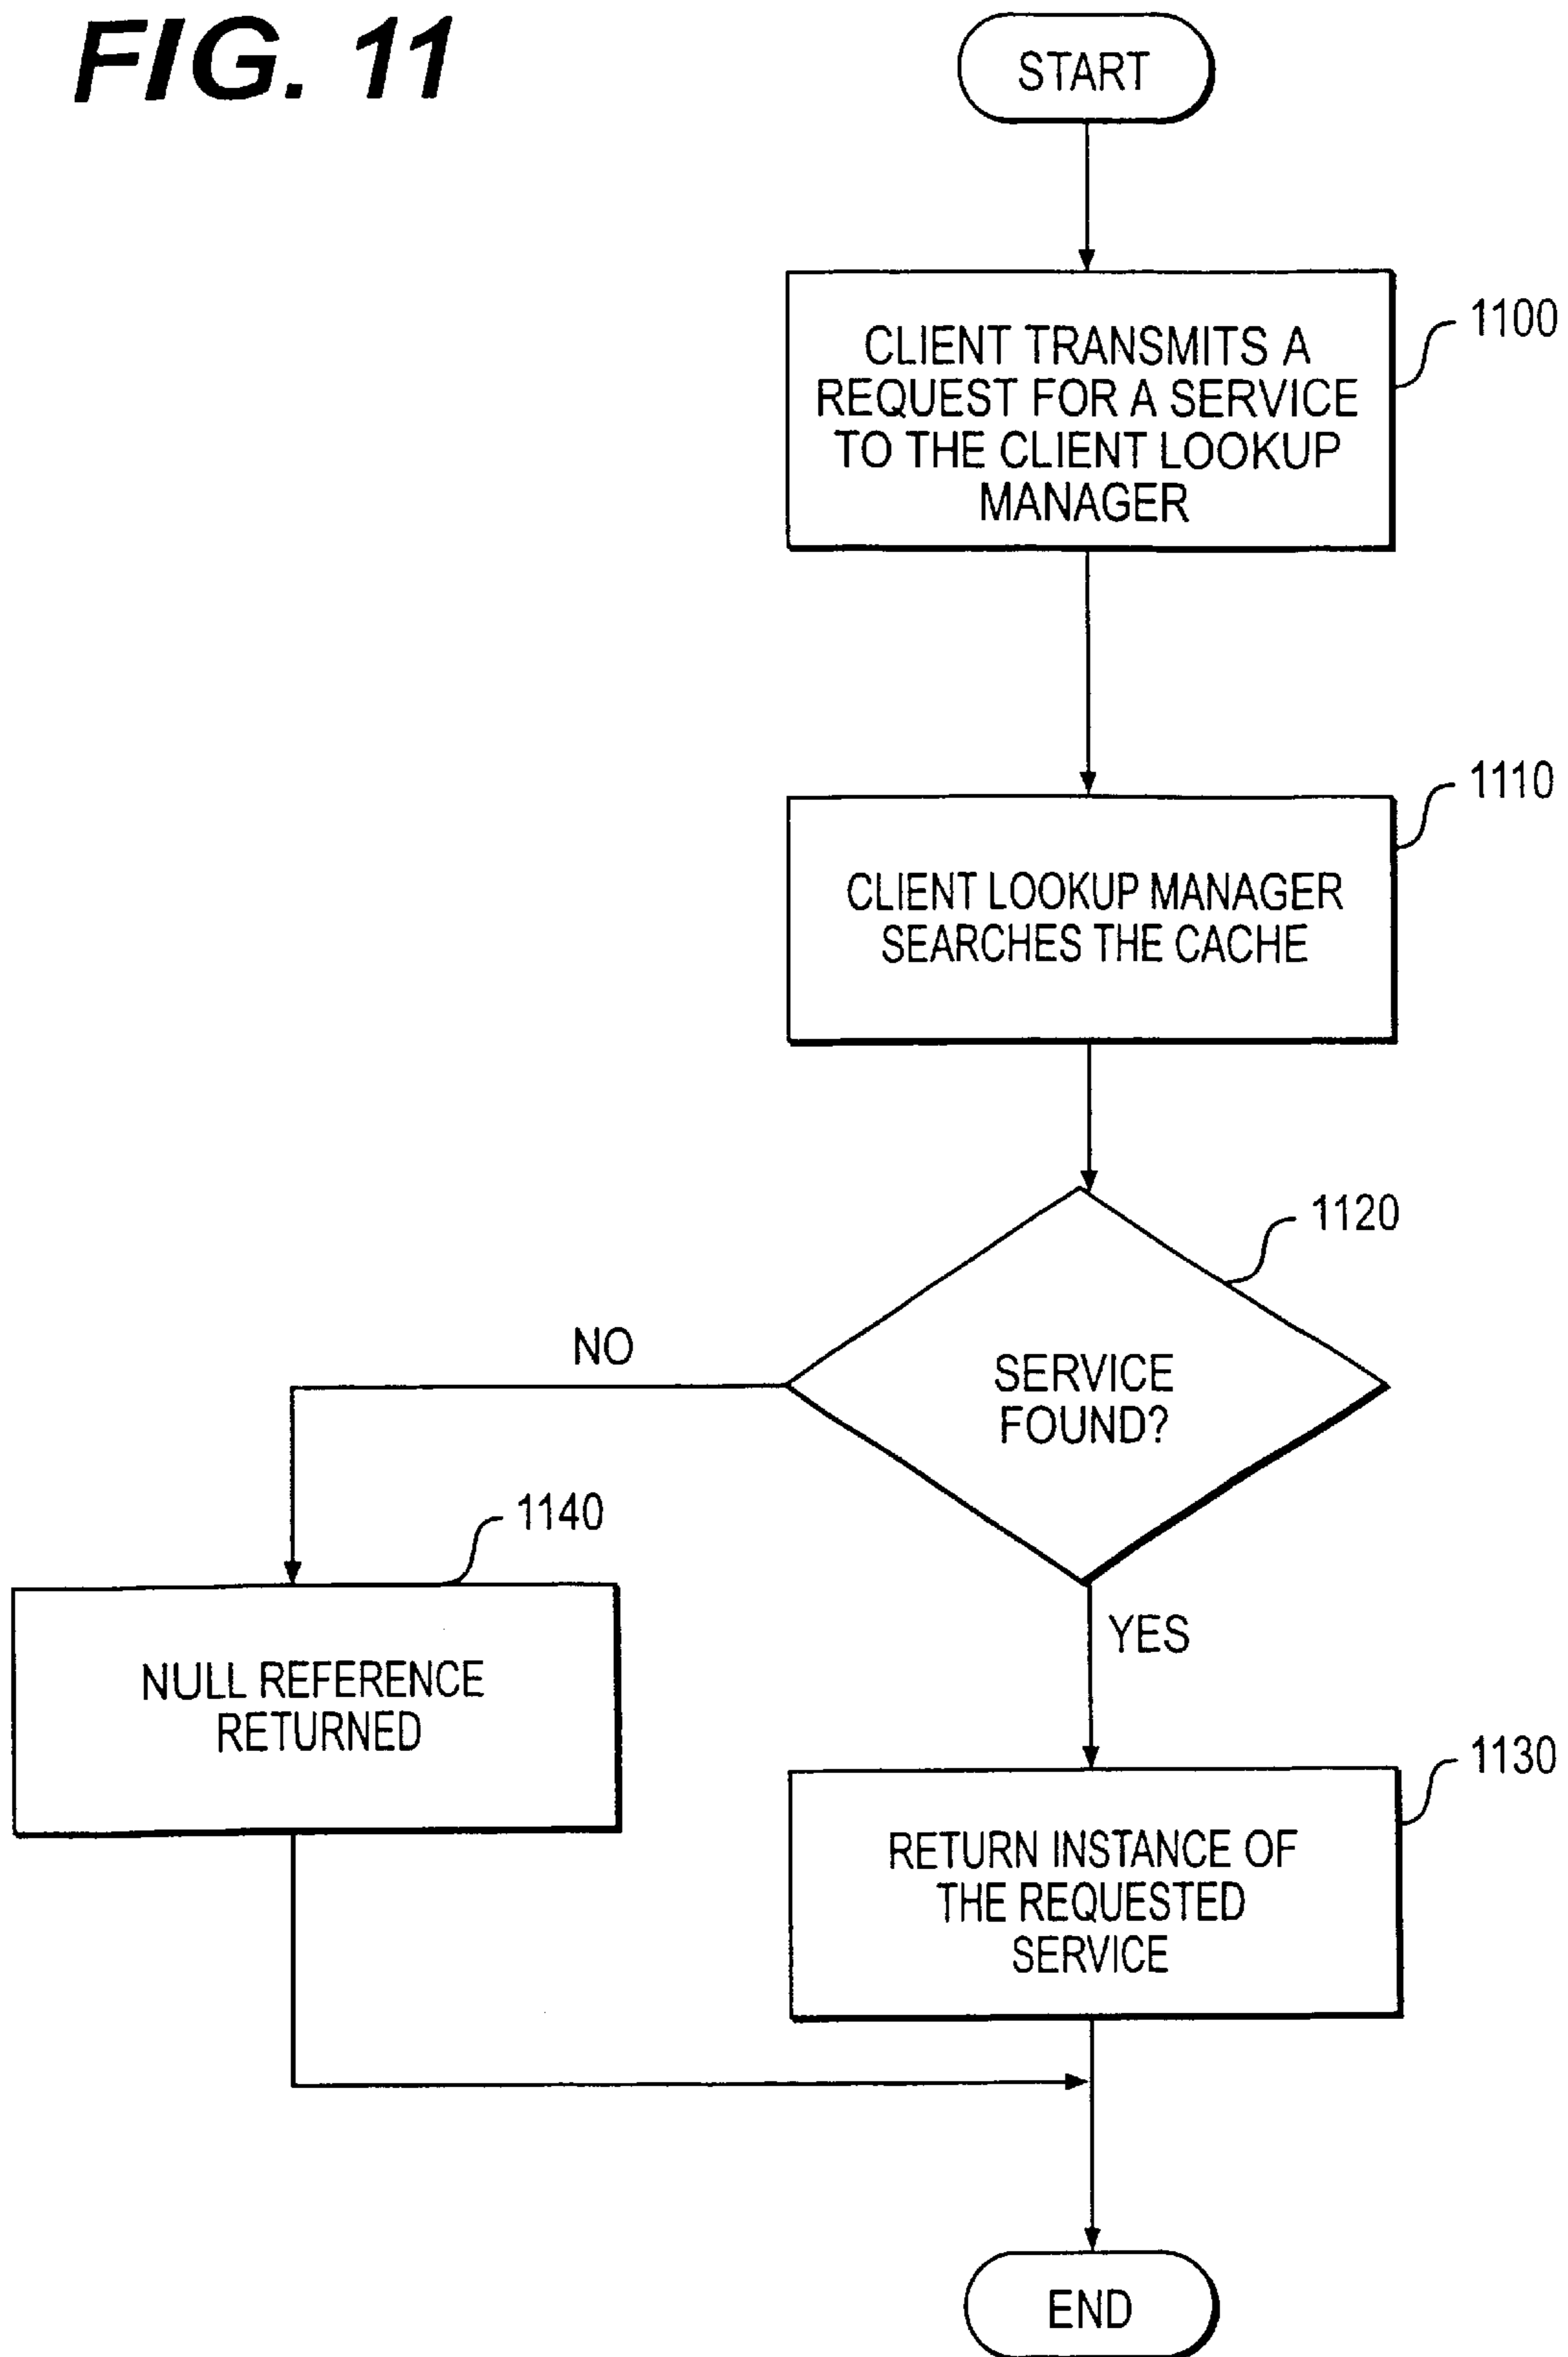 FIG. 11
START
CLIENT TRANSMITS A
REQUEST FOR A SERVICE
TO THE CLIENT LOOKUP
MANAGER
1100
CLIENT LOOKUP MANAGER
SEARCHES THE CACHE
1110
SERVICE
FOUND?
1120
NO
YES
NULL REFERENCE
RETURNED
1140
RETURN INSTANCE OF
THE REQUESTED
SERVICE
1130
END